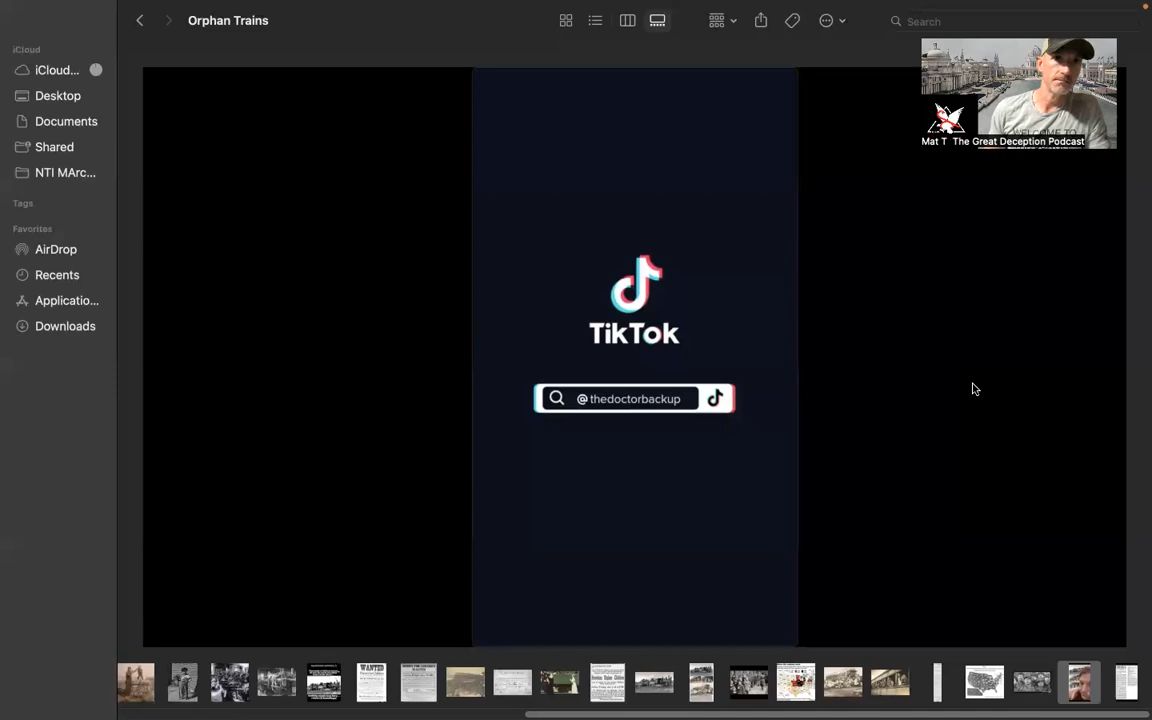 Orphan Trains
Search
iCloud
iCloud...
Desktop
Documents
Shared
NTI MArc...
Tags
Favorites
AirDrop
Recents
Applicatio...
Downloads
Mat T The Great Deception Podcast
TikTok
@thedoctorbackup
WANTED